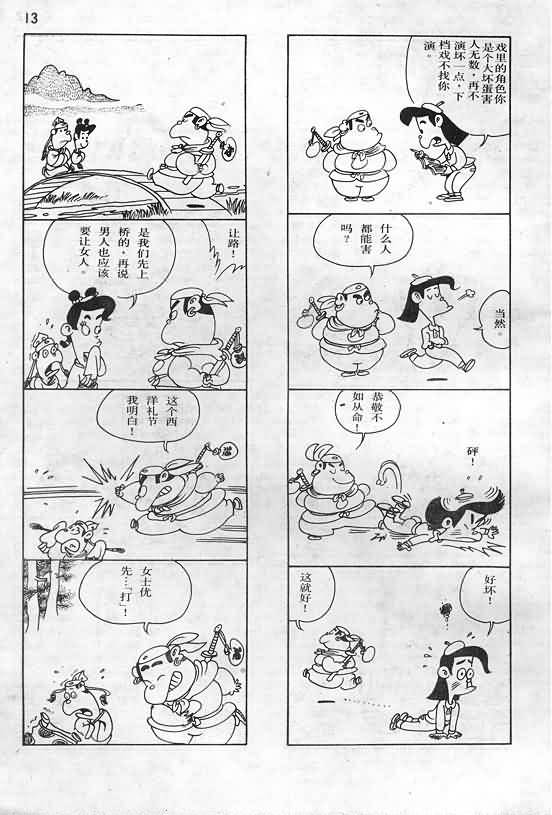 13
戏里的角色你
是个大坏蛋害
人无数，再不
演坏一点，下
档戏不找你
演。
什么人
都能害
吗？
当然。
恭敬不
如从命！
砰！
好坏！
这就好！
让路！
是我们先上
桥的，再说
男人也应该
要让女人。
这个西
洋礼节
我明白！
女士优
先…「打」！